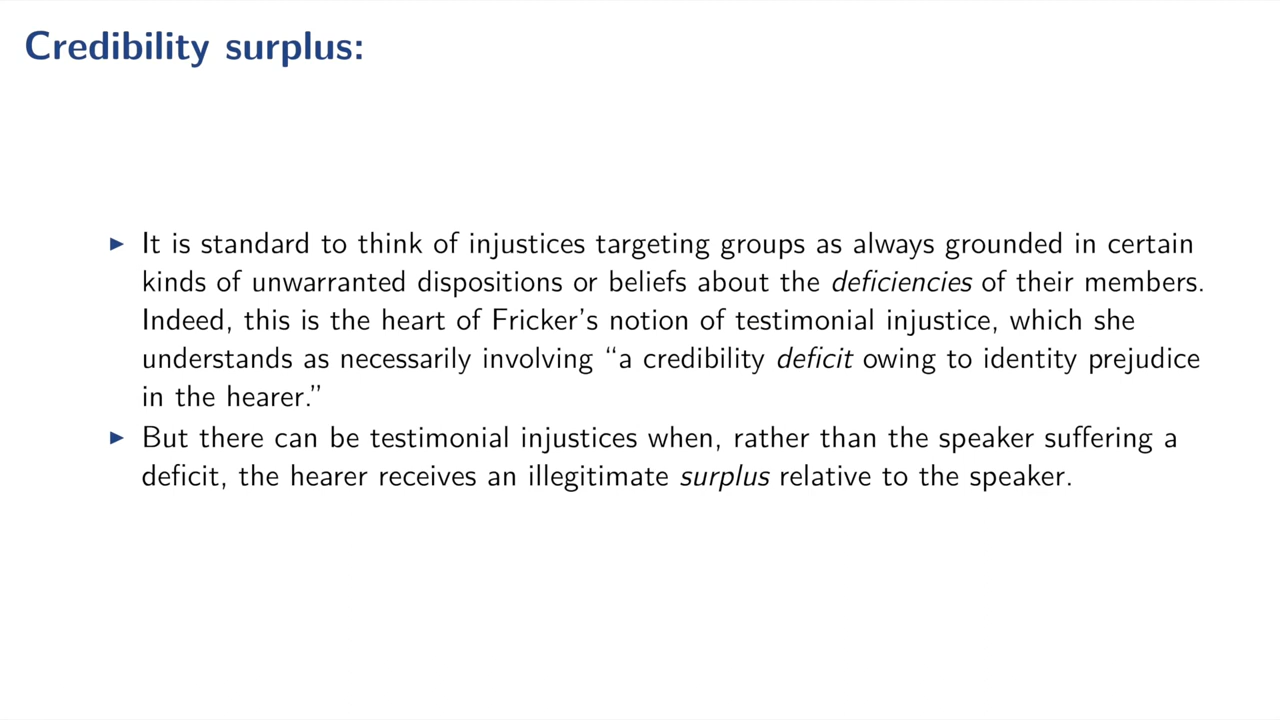 Credibility surplus:
▶ It is standard to think of injustices targeting groups as always grounded in certain
kinds of unwarranted dispositions or beliefs about the deficiencies of their members.
Indeed, this is the heart of Fricker’s notion of testimonial injustice, which she
understands as necessarily involving “a credibility deficit owing to identity prejudice
in the hearer.”
▶ But there can be testimonial injustices when, rather than the speaker suffering a
deficit, the hearer receives an illegitimate surplus relative to the speaker.